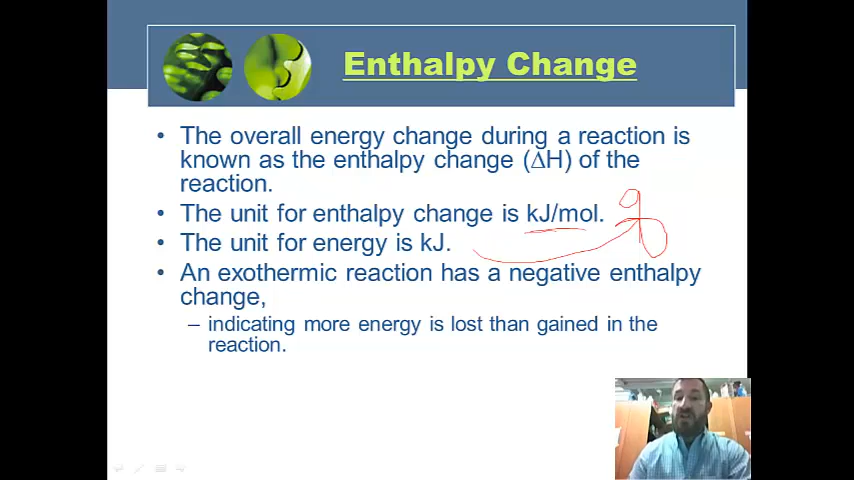 Enthalpy Change
• The overall energy change during a reaction is
known as the enthalpy change (∆H) of the
reaction.
• The unit for enthalpy change is kJ/mol.
• The unit for energy is kJ.
• An exothermic reaction has a negative enthalpy
change,
– indicating more energy is lost than gained in the
reaction.